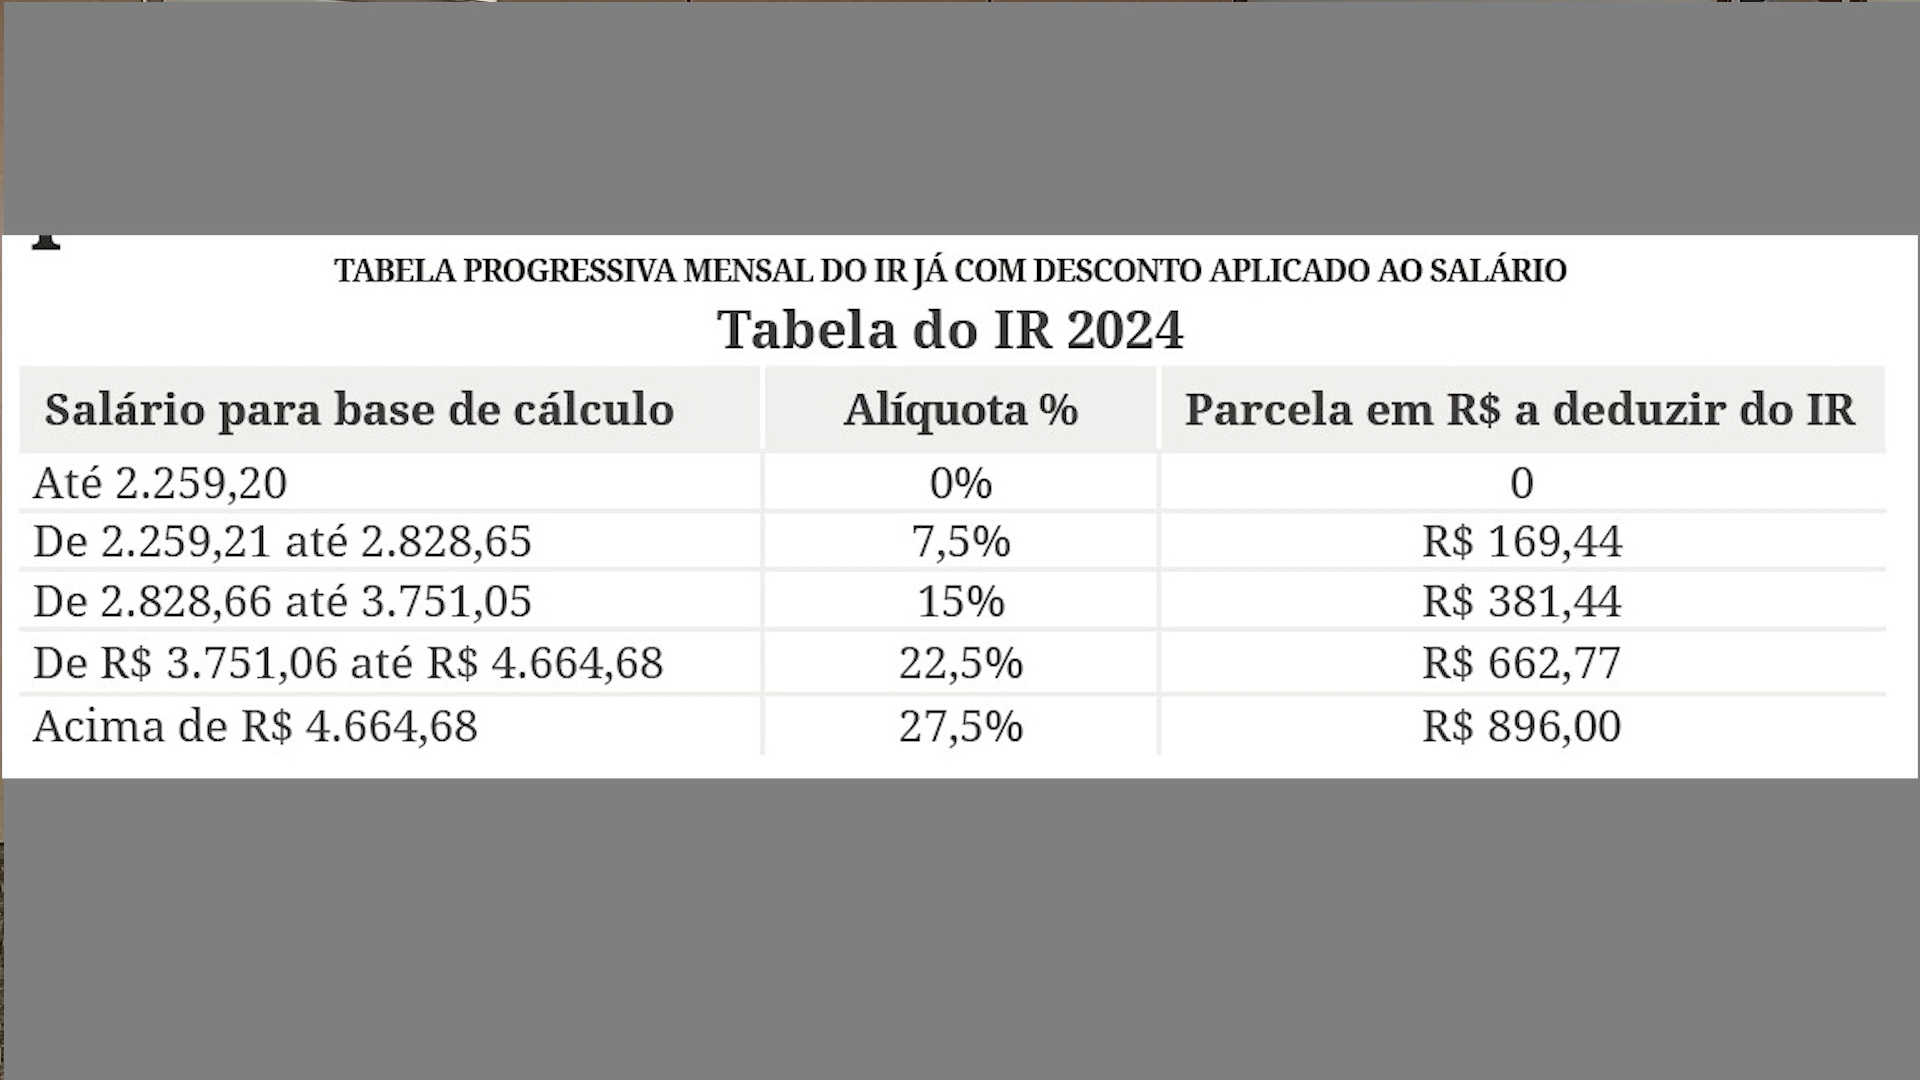 TABELA PROGRESSIVA MENSAL DO IR JÁ COM DESCONTO APLICADO AO SALÁRIO
Tabela do IR 2024
Salário para base de cálculo Alíquota % Parcela em R$ a deduzir do IR
Até 2.259,20 0% 0
De 2.259,21 até 2.828,65 7,5% R$ 169,44
De 2.828,66 até 3.751,05 15% R$ 381,44
De R$ 3.751,06 até R$ 4.664,68 22,5% R$ 662,77
Acima de R$ 4.664,68 27,5% R$ 896,00